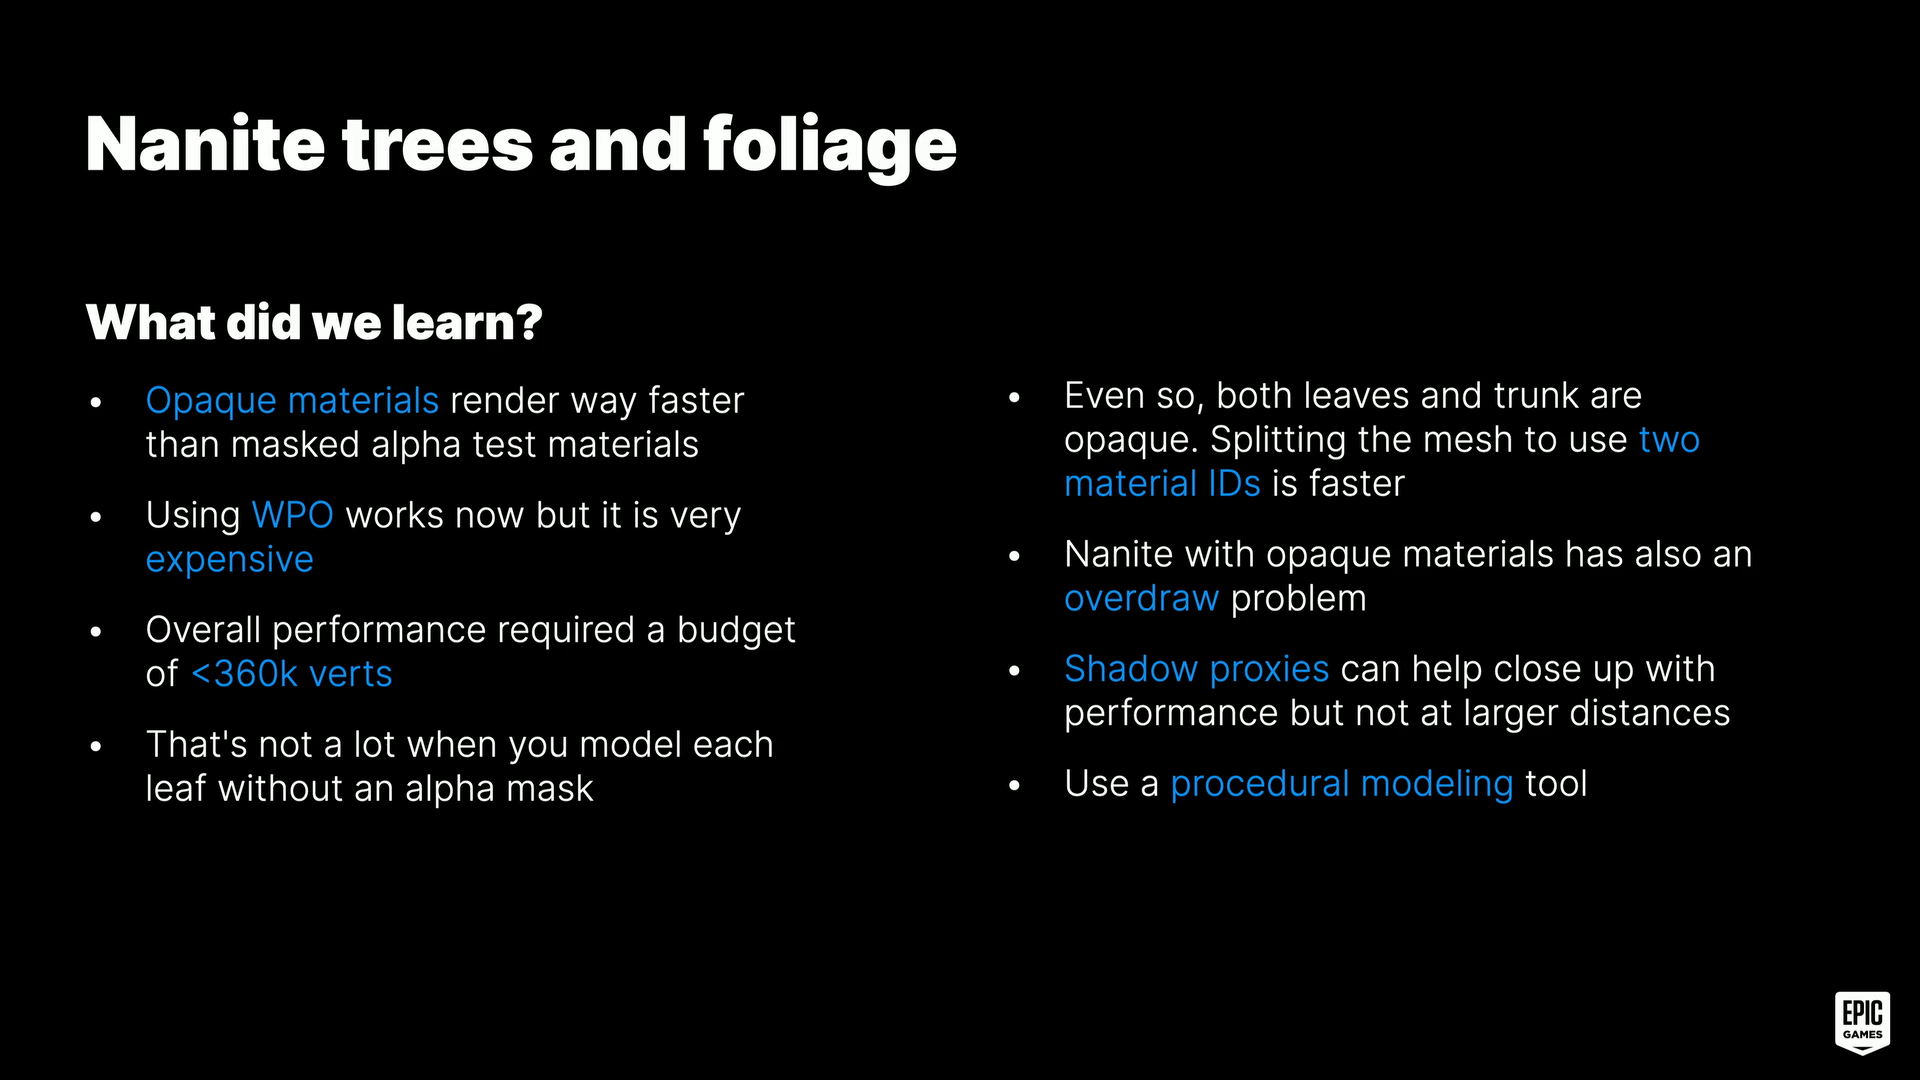 Nanite trees and foliage
What did we learn?
• Opaque materials render way faster
than masked alpha test materials
• Using WPO works now but it is very
expensive
• Overall performance required a budget
of <360k verts
• That's not a lot when you model each
leaf without an alpha mask
• Even so, both leaves and trunk are
opaque. Splitting the mesh to use two
material IDs is faster
• Nanite with opaque materials has also an
overdraw problem
• Shadow proxies can help close up with
performance but not at larger distances
• Use a procedural modeling tool
EPIC
GAMES